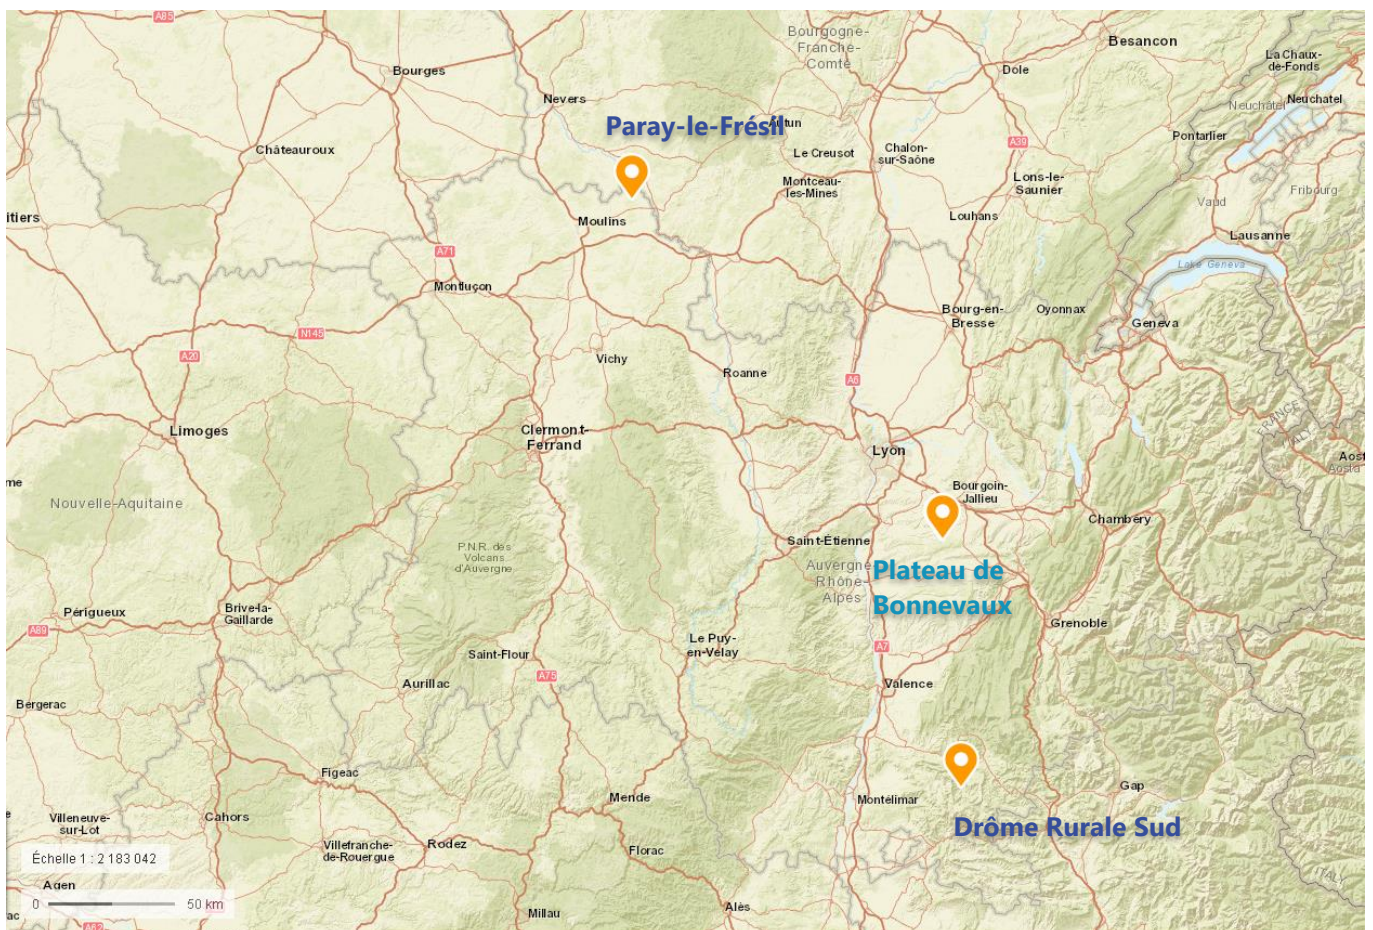 A85
Bourgogne-
Franche-
Comté
Besancon
La Chaux-
de-Fonds
Bourges
Dole
Nevers
Neuchâtel
Neuchatel
Paray-le-Frésil
Autun
Pontarlier
Châteauroux
Le Creusot
Chalon-
sur-Saône
A39
Montceau-
les-Mines
Lons-le-
Saunier
Fribourg
Vaud
itiers
Moulins
Louhans
Lausanne
A71
Lake Geneva
Montluçon
Bourg-en-
Bresse
Oyonnax
Geneva
N145
A20
Vichy
Roanne
A6
Limoges
Clermont-
Ferrand
Lyon
FRANCE
ITALY
Aost
Aosta
me
Nouvelle-Aquitaine
Bourgoin-
Jallieu
Chambéry
P.N.R. des
Volcans
d'Auvergne
Saint-Étienne
Auvergne-
Rhône-
Alpes
Plateau de
Bonnevaux
Périgueux
Brive-la-
Gaillarde
A89
Grenoble
Le Puy-
en-Velay
A7
Saint-Flour
A75
Aurillac
Valence
Bergerac
Figeac
Mende
Montélimar
Gap
e
Villeneuve-
sur-Lot
Cahors
Drôme Rurale Sud
Villefranche-
de-Rouergue
Rodez
Florac
Échelle 1 : 2 183 042
ITALY
Agen
0
50 km
Alès
Millau
ac
A62